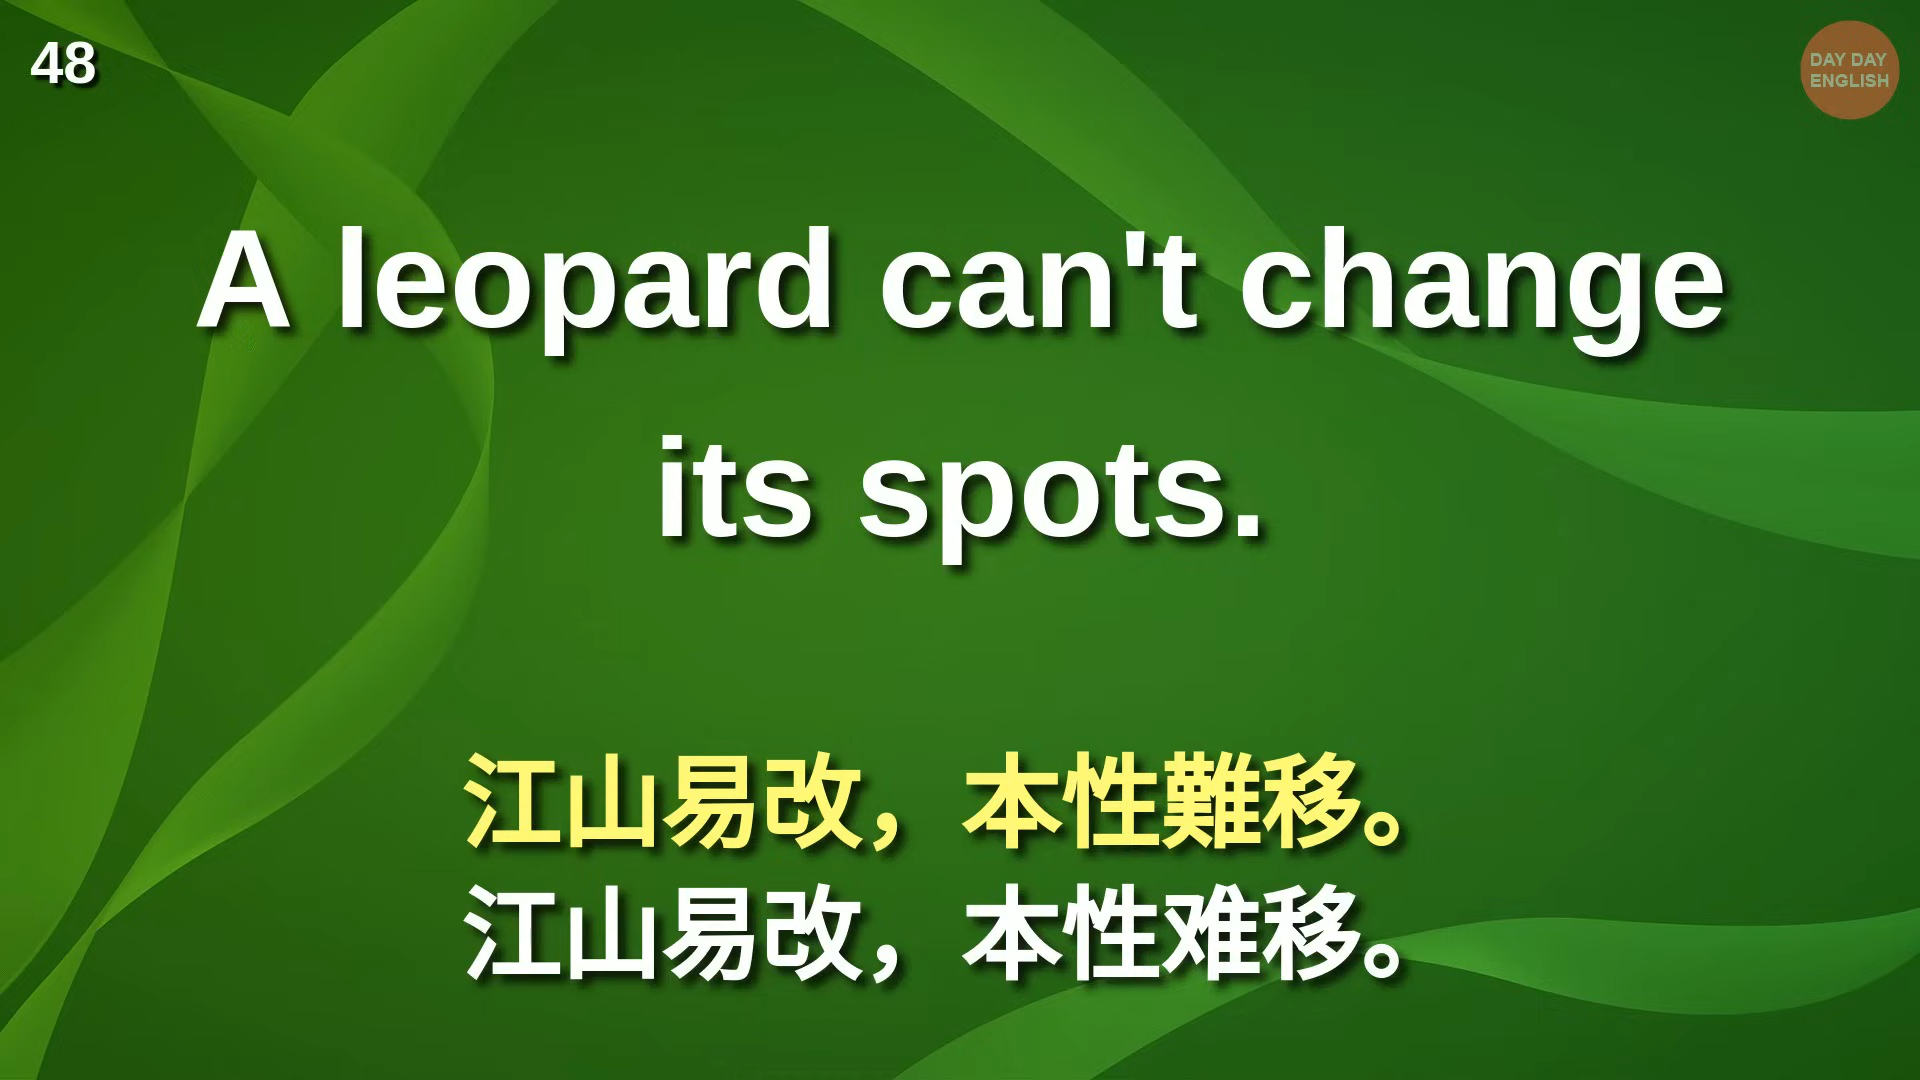 48
DAY DAY
ENGLISH
A leopard can't change
its spots.
江山易改，本性難移。
江山易改，本性难移。